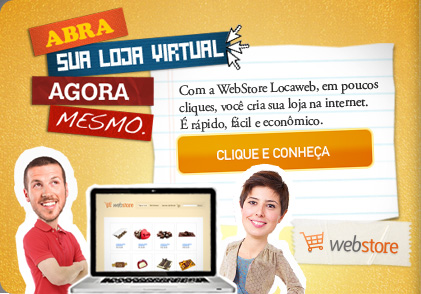 ABRA
SUA LOJA VIRTUAL
AGORA
MESMO.
Com a WebStore Locaweb, em poucos
cliques, você cria sua loja na internet.
É rápido, fácil e econômico.
CLIQUE E CONHEÇA
webstore
webstore